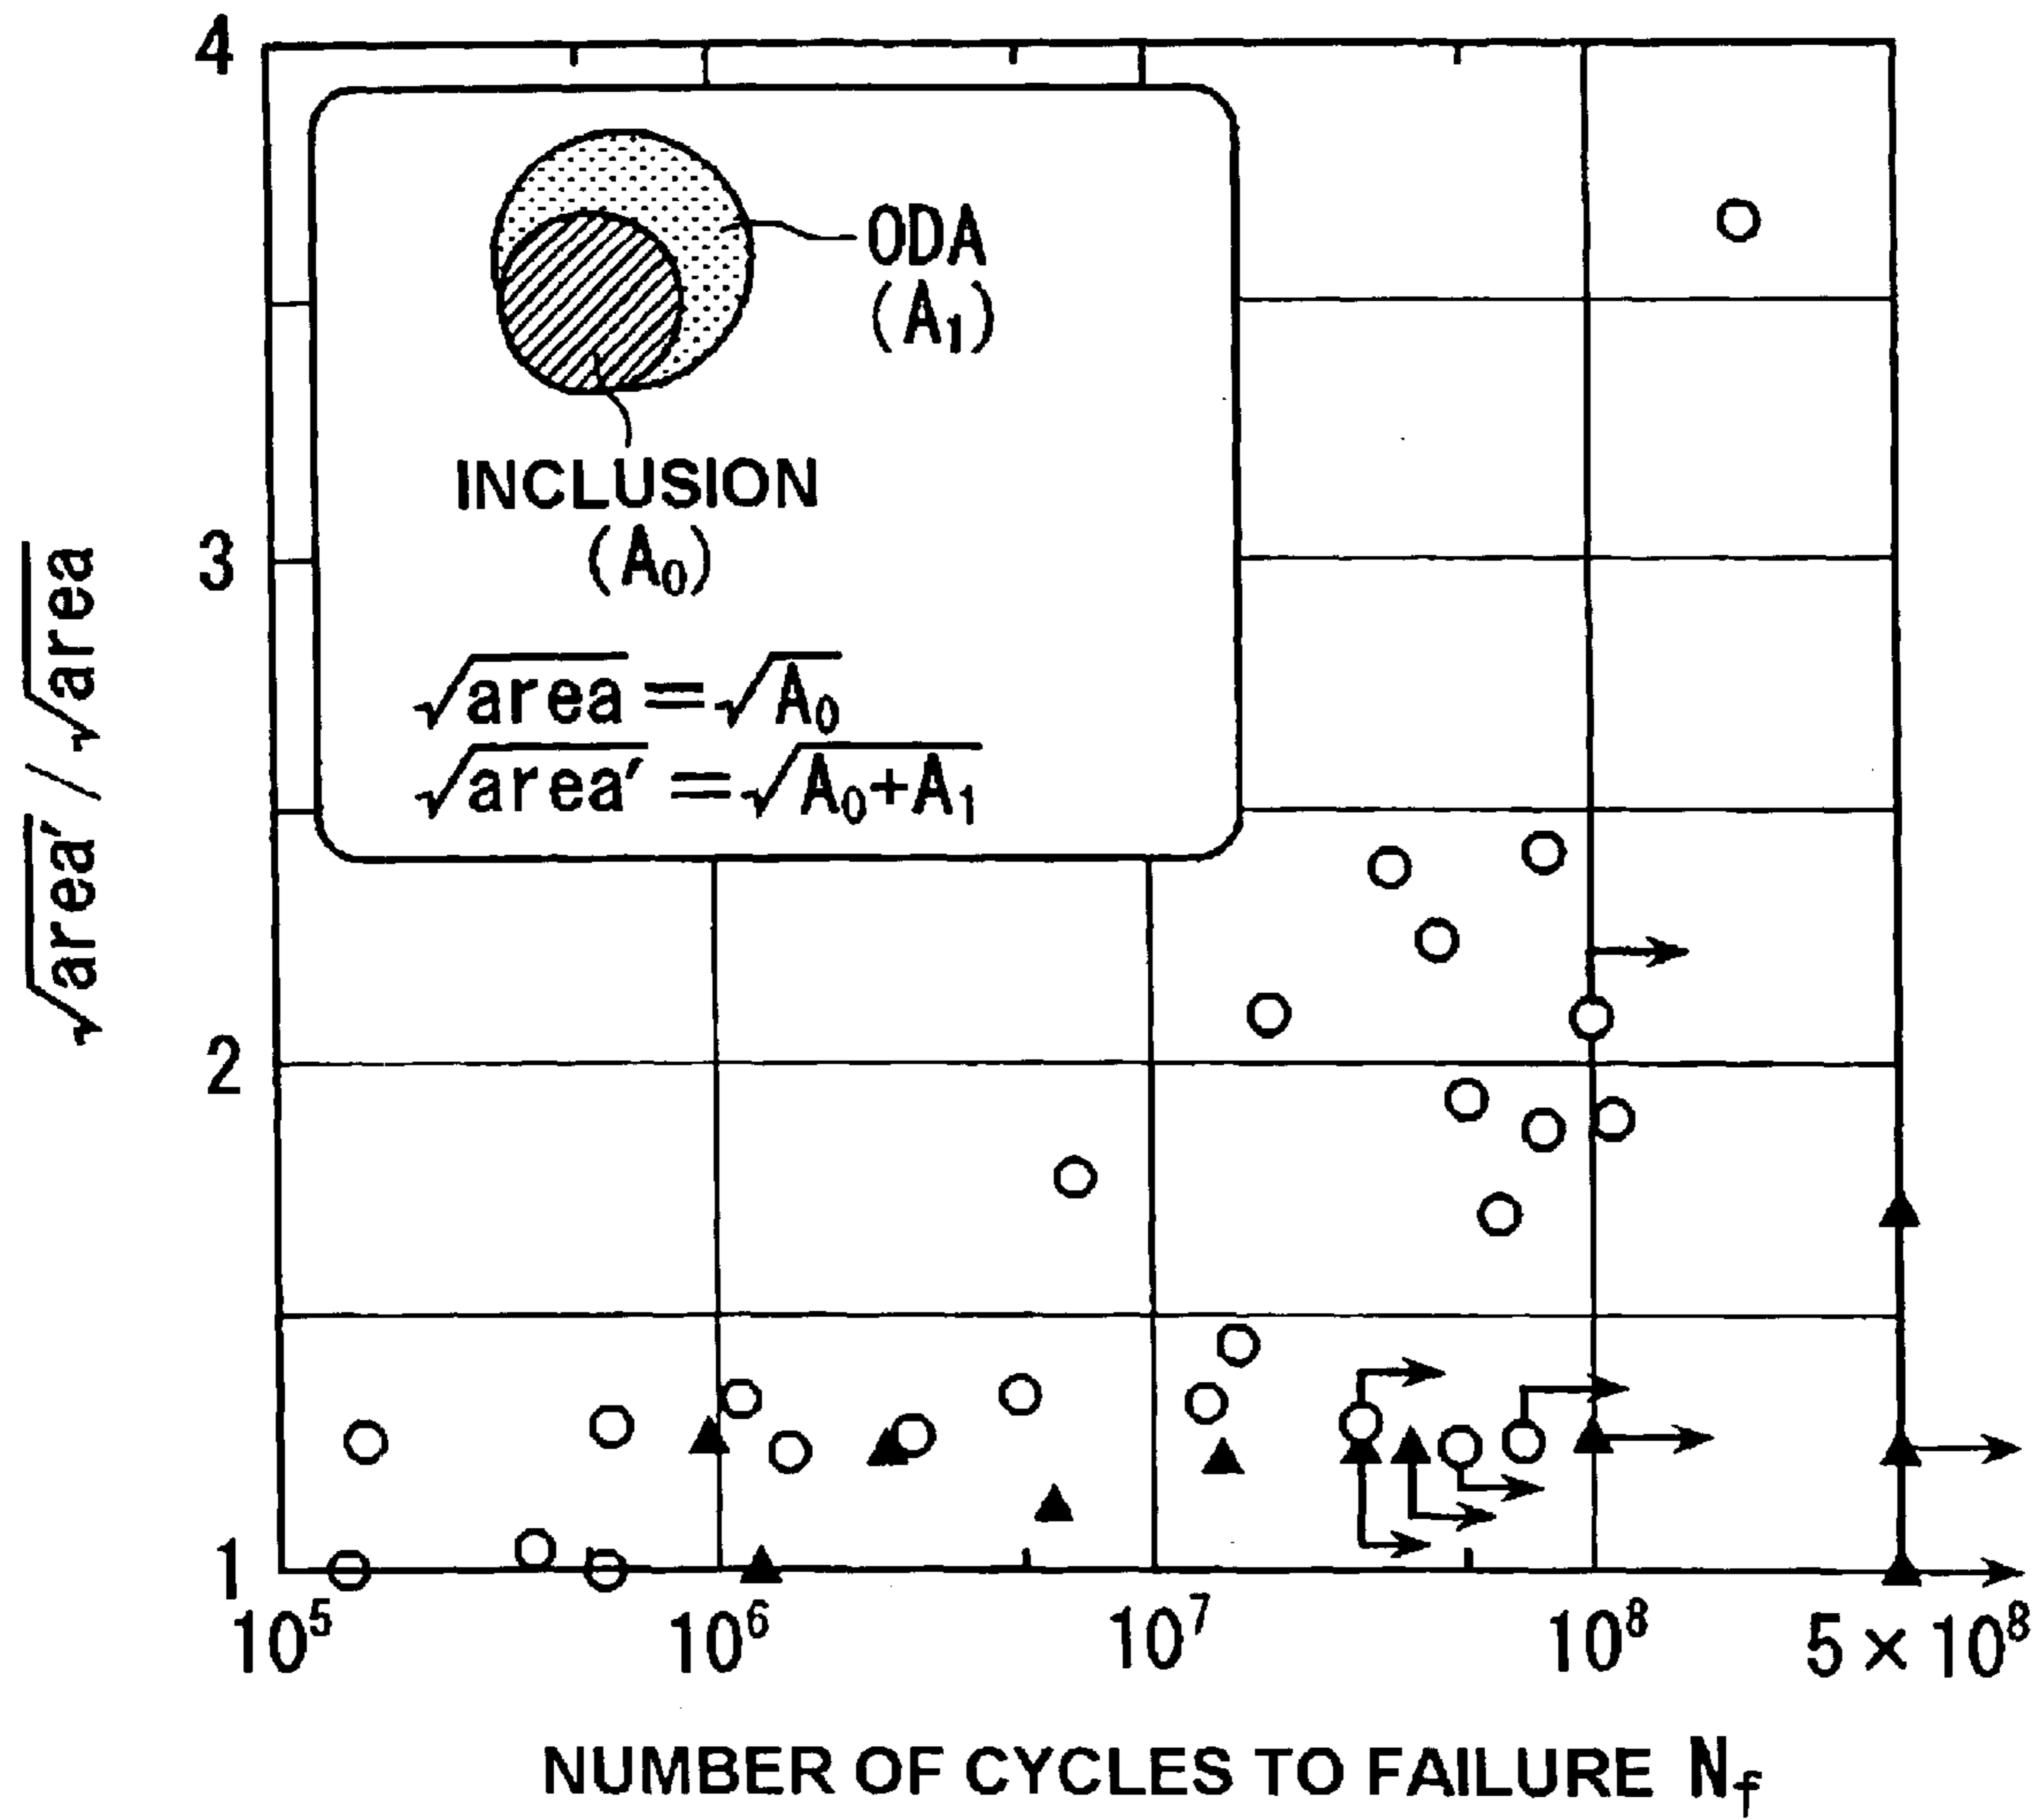 4
3
2
1
√area′ / √area
ODA
(A₁)
INCLUSION
(A₀)
√area = √A₀
√area′ = √A₀+A₁
10⁵
10⁶
10⁷
10⁸
5 × 10⁸
NUMBER OF CYCLES TO FAILURE N_f